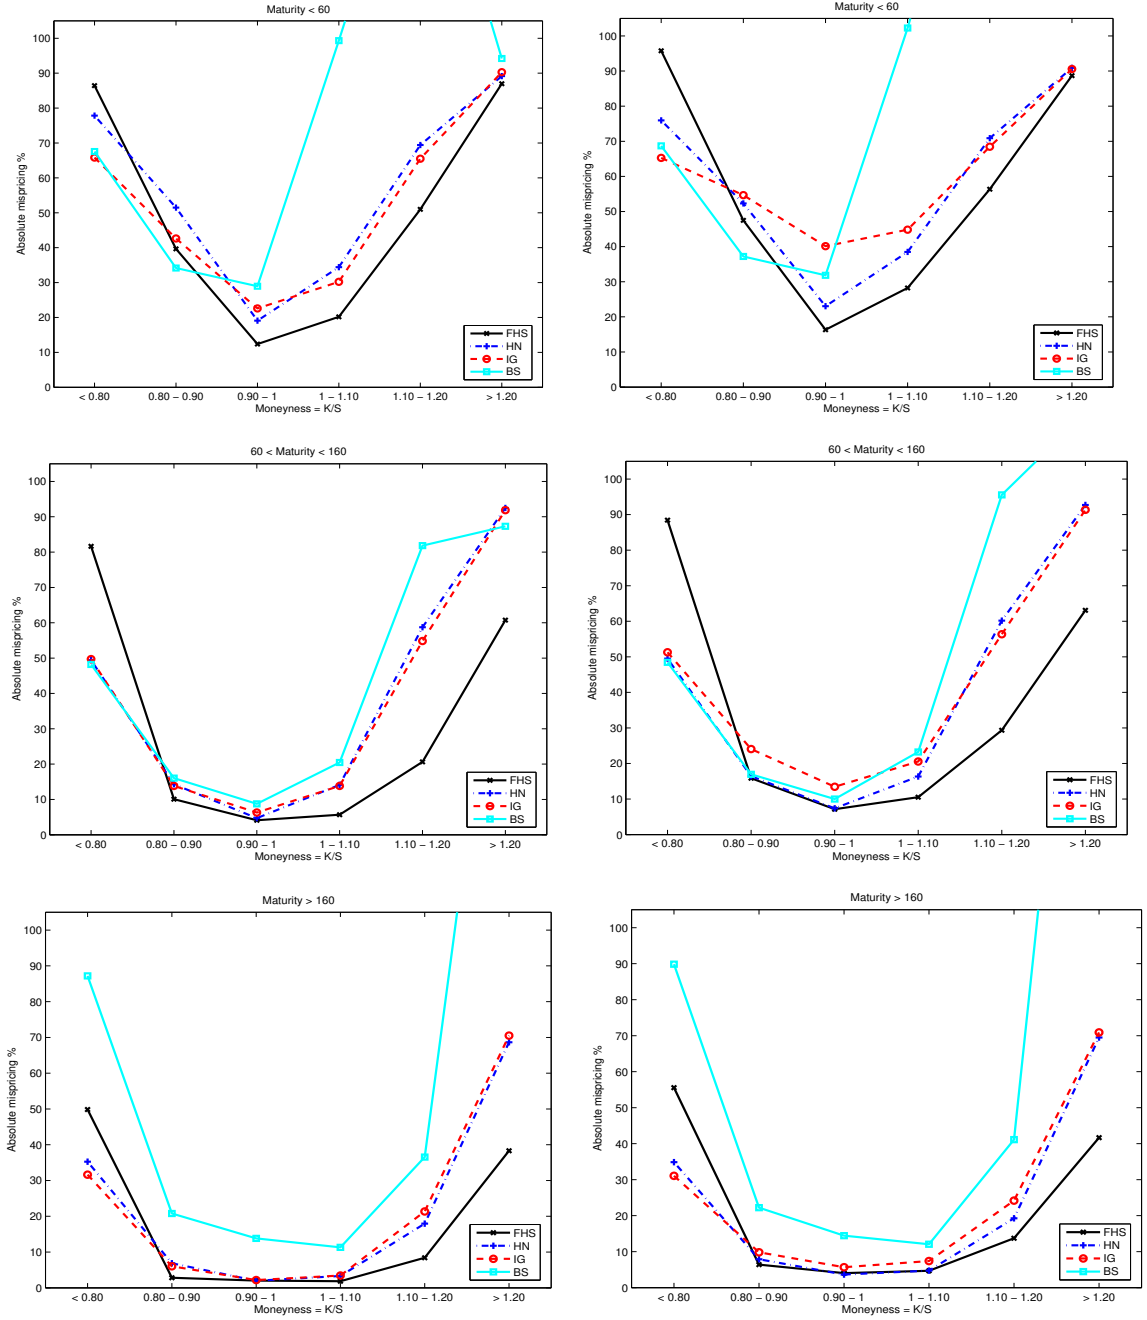 Maturity < 60
Absolute mispricing %
100
90
80
70
60
50
40
30
20
10
0
< 0.80
0.80 − 0.90
0.90 − 1
1 − 1.10
1.10 − 1.20
> 1.20
Moneyness = K/S
FHS
HN
IG
BS
Maturity < 60
Absolute mispricing %
100
90
80
70
60
50
40
30
20
10
0
< 0.80
0.80 − 0.90
0.90 − 1
1 − 1.10
1.10 − 1.20
> 1.20
Moneyness = K/S
FHS
HN
IG
BS
60 < Maturity < 160
Absolute mispricing %
100
90
80
70
60
50
40
30
20
10
0
< 0.80
0.80 − 0.90
0.90 − 1
1 − 1.10
1.10 − 1.20
> 1.20
Moneyness = K/S
FHS
HN
IG
BS
60 < Maturity < 160
Absolute mispricing %
100
90
80
70
60
50
40
30
20
10
0
< 0.80
0.80 − 0.90
0.90 − 1
1 − 1.10
1.10 − 1.20
> 1.20
Moneyness = K/S
FHS
HN
IG
BS
Maturity > 160
Absolute mispricing %
100
90
80
70
60
50
40
30
20
10
0
< 0.80
0.80 − 0.90
0.90 − 1
1 − 1.10
1.10 − 1.20
> 1.20
Moneyness = K/S
FHS
HN
IG
BS
Maturity > 160
Absolute mispricing %
100
90
80
70
60
50
40
30
20
10
0
< 0.80
0.80 − 0.90
0.90 − 1
1 − 1.10
1.10 − 1.20
> 1.20
Moneyness = K/S
FHS
HN
IG
BS